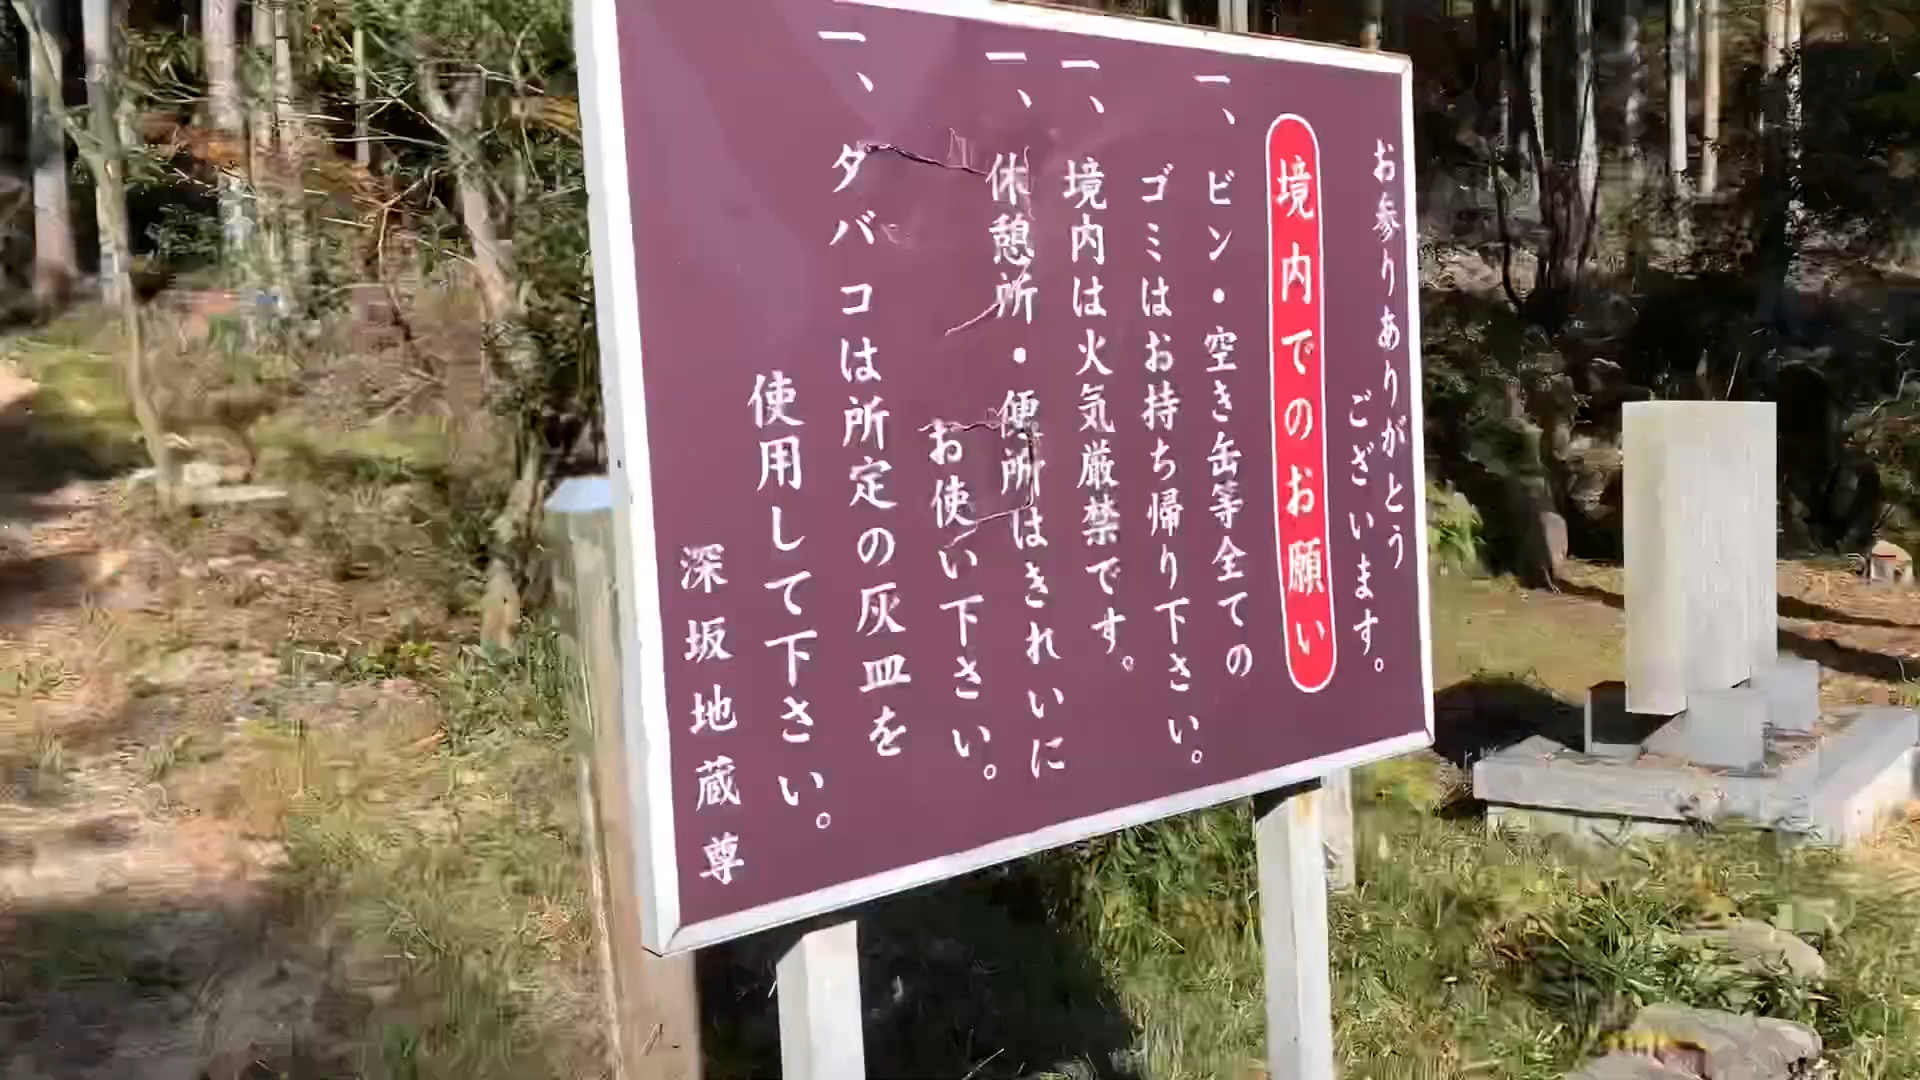 お参りありがとう
ございます。
境内でのお願い
一、ビン・空き缶等全ての
ゴミはお持ち帰り下さい。
一、境内は火気厳禁です。
一、休憩所・便所はきれいに
お使い下さい。
一、タバコは所定の灰皿を
使用して下さい。
深坂地蔵尊